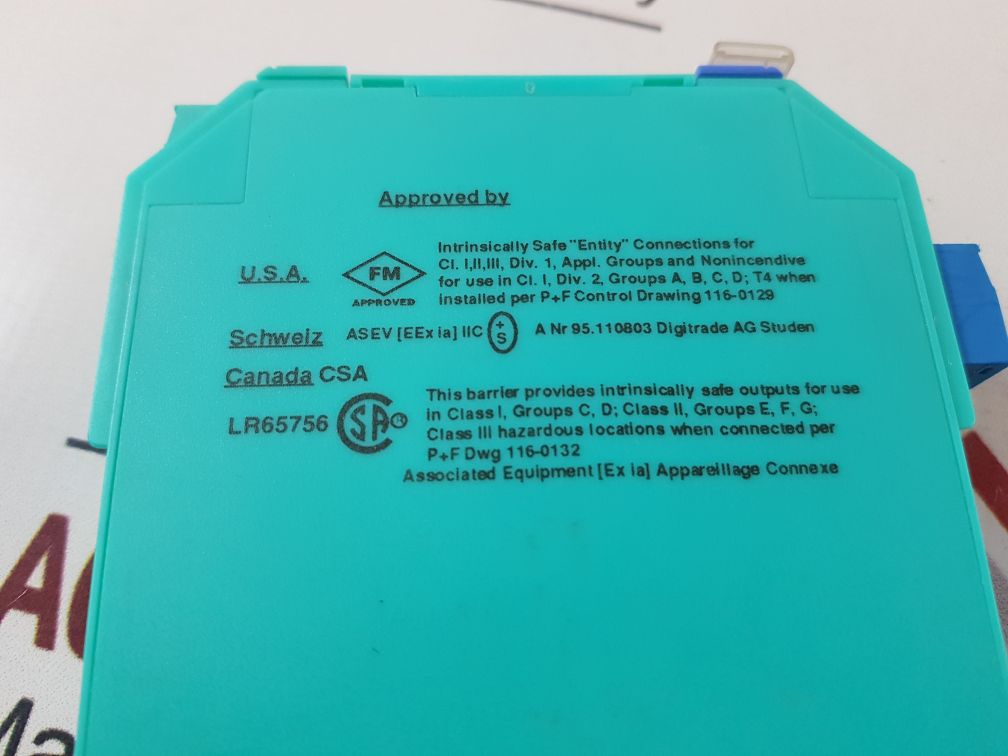 Approved by
U.S.A.
FM
APPROVED
Intrinsically Safe "Entity" Connections for
Cl. I,II,III, Div. 1, Appl. Groups and Nonincendive
for use in Cl. I, Div. 2, Groups A, B, C, D; T4 when
installed per P+F Control Drawing 116-0129
Schweiz ASEV [EEx ia] IIC +S A Nr 95.110803 Digitrade AG Studen
Canada CSA
LR65756 SA®
This barrier provides intrinsically safe outputs for use
in Class I, Groups C, D; Class II, Groups E, F, G;
Class III hazardous locations when connected per
P+F Dwg 116-0132
Associated Equipment [Ex ia] Appareillage Connexe
A
Ma